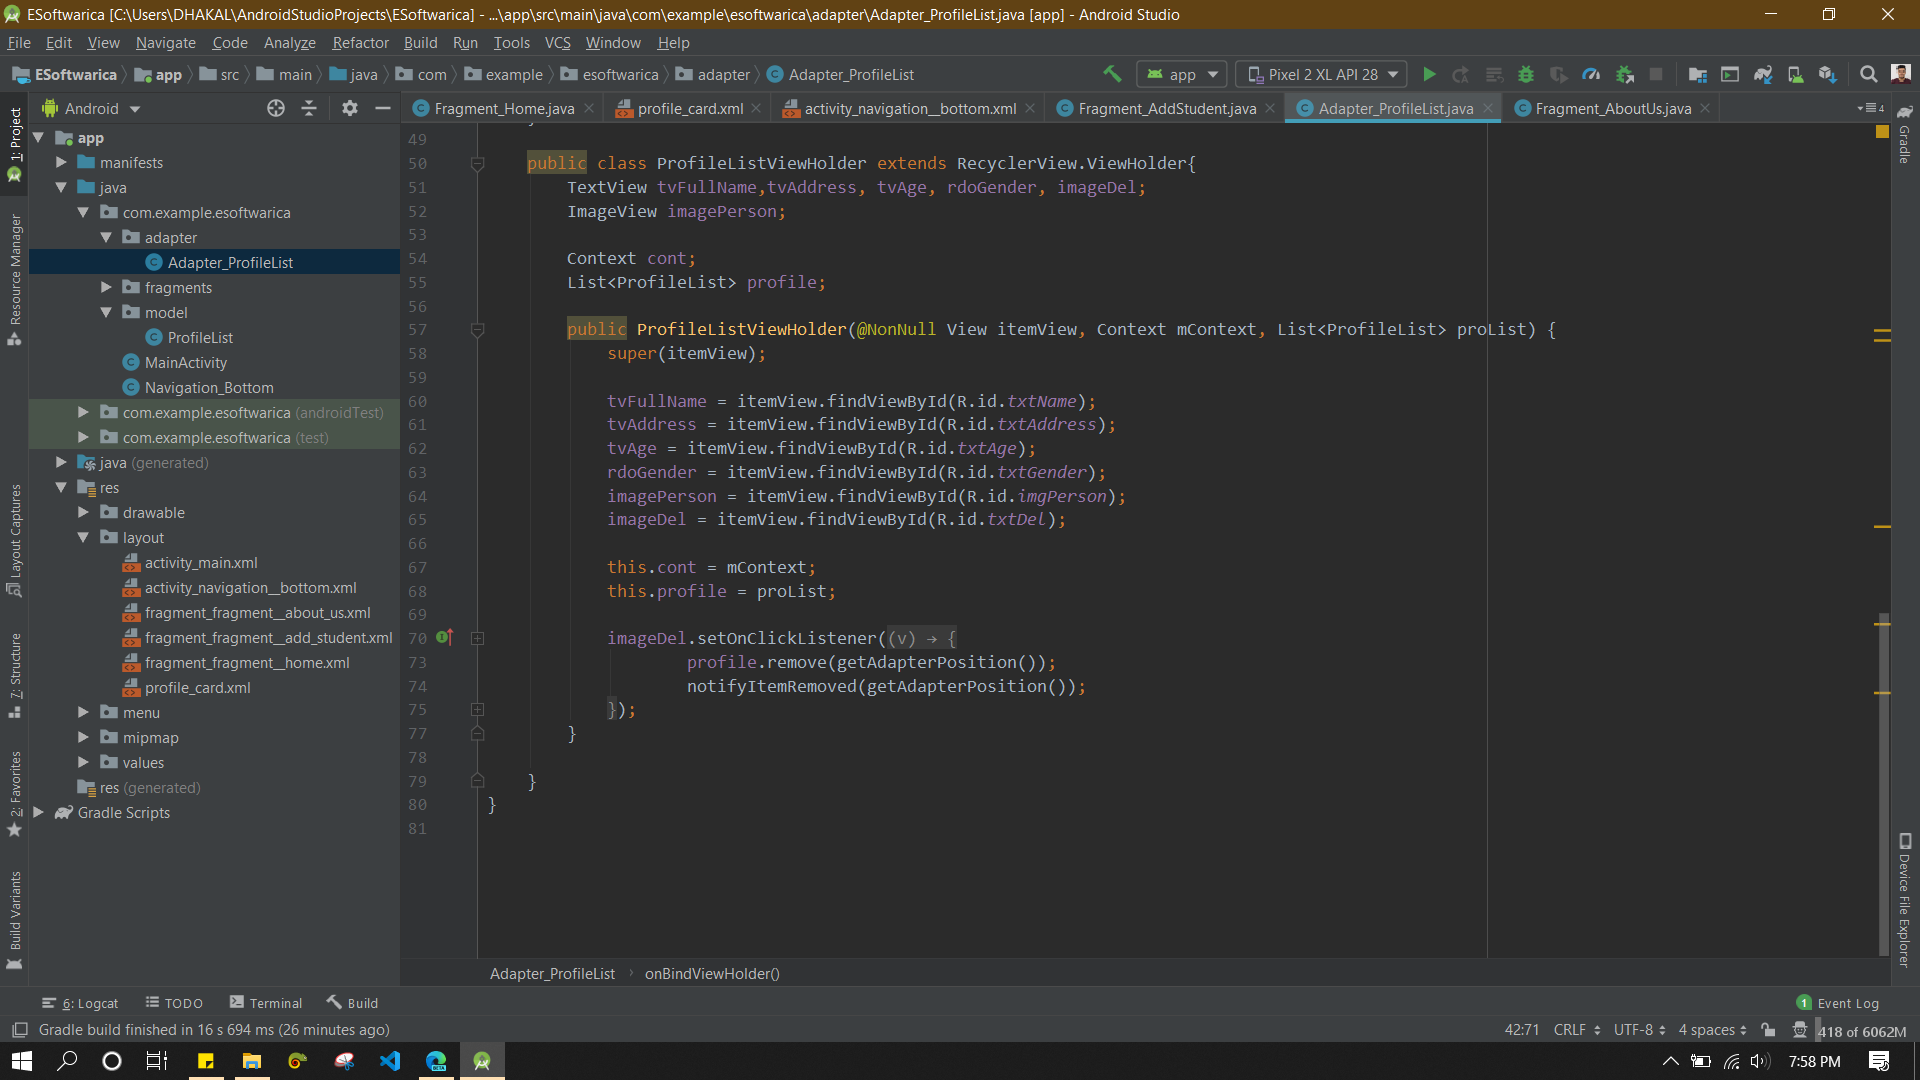 ESoftwarica [C:\Users\DHAKAL\AndroidStudioProjects\ESoftwarica] - ...\app\src\main\java\com\example\esoftwarica\adapter\Adapter_ProfileList.java [app] - Android Studio
File Edit View Navigate Code Analyze Refactor Build Run Tools VCS Window Help
ESoftwarica app src main java com example esoftwarica adapter Adapter_ProfileList
app Pixel 2 XL API 28
Android
Fragment_Home.java profile_card.xml activity_navigation__bottom.xml Fragment_AddStudent.java Adapter_ProfileList.java Fragment_AboutUs.java 4
1: Project
Resource Manager
Layout Captures
7: Structure
2: Favorites
Build Variants
app
manifests
java
com.example.esoftwarica
adapter
Adapter_ProfileList
fragments
model
ProfileList
MainActivity
Navigation_Bottom
com.example.esoftwarica (androidTest)
com.example.esoftwarica (test)
java (generated)
res
drawable
layout
activity_main.xml
activity_navigation__bottom.xml
fragment_fragment__about_us.xml
fragment_fragment__add_student.xml
fragment_fragment__home.xml
profile_card.xml
menu
mipmap
values
res (generated)
Gradle Scripts
49
50 public class ProfileListViewHolder extends RecyclerView.ViewHolder{
51 TextView tvFullName,tvAddress, tvAge, rdoGender, imageDel;
52 ImageView imagePerson;
53
54 Context cont;
55 List<ProfileList> profile;
56
57 public ProfileListViewHolder(@NonNull View itemView, Context mContext, List<ProfileList> proList) {
58 super(itemView);
59
60 tvFullName = itemView.findViewById(R.id.txtName);
61 tvAddress = itemView.findViewById(R.id.txtAddress);
62 tvAge = itemView.findViewById(R.id.txtAge);
63 rdoGender = itemView.findViewById(R.id.txtGender);
64 imagePerson = itemView.findViewById(R.id.imgPerson);
65 imageDel = itemView.findViewById(R.id.txtDel);
66
67 this.cont = mContext;
68 this.profile = proList;
69
70 imageDel.setOnClickListener((v) → {
73 profile.remove(getAdapterPosition());
74 notifyItemRemoved(getAdapterPosition());
75 });
77 }
78
79 }
80 }
81
Gradle
Device File Explorer
Adapter_ProfileList › onBindViewHolder()
6: Logcat TODO Terminal Build
1 Event Log
Gradle build finished in 16 s 694 ms (26 minutes ago)
42:71 CRLF UTF-8 4 spaces 418 of 6062M
BETA
7:58 PM